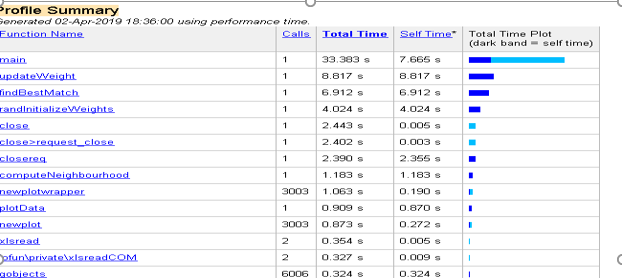 Profile Summary
Generated 02-Apr-2019 18:36:00 using performance time.
Function Name Calls Total Time Self Time* Total Time Plot
(dark band = self time)
main 1 33.383 s 7.665 s
updateWeight 1 8.817 s 8.817 s
findBestMatch 1 6.912 s 6.912 s
randInitializeWeights 1 4.024 s 4.024 s
close 1 2.443 s 0.005 s
close>request_close 1 2.402 s 0.003 s
closereq 1 2.390 s 2.355 s
computeNeighbourhood 1 1.183 s 1.183 s
newplotwrapper 3003 1.063 s 0.190 s
plotData 1 0.909 s 0.870 s
newplot 3003 0.873 s 0.272 s
xlsread 2 0.354 s 0.005 s
ofun\private\xlsreadCOM 2 0.327 s 0.009 s
gobjects 6006 0.324 s 0.324 s